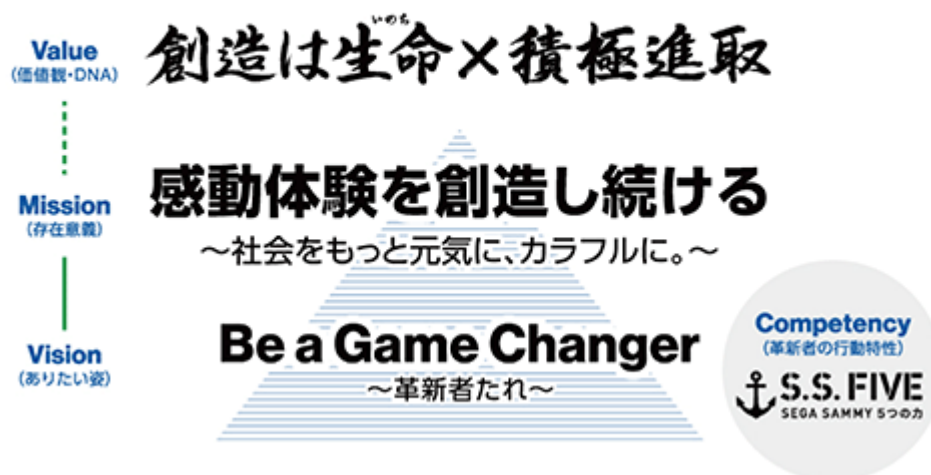 Value
(価値観・DNA)
いのち
創造は生命×積極進取
Mission
(存在意義)
感動体験を創造し続ける
～社会をもっと元気に、カラフルに。～
Vision
(ありたい姿)
Be a Game Changer
～革新者たれ～
Competency
(革新者の行動特性)
S.S. FIVE
SEGA SAMMY 5つの力